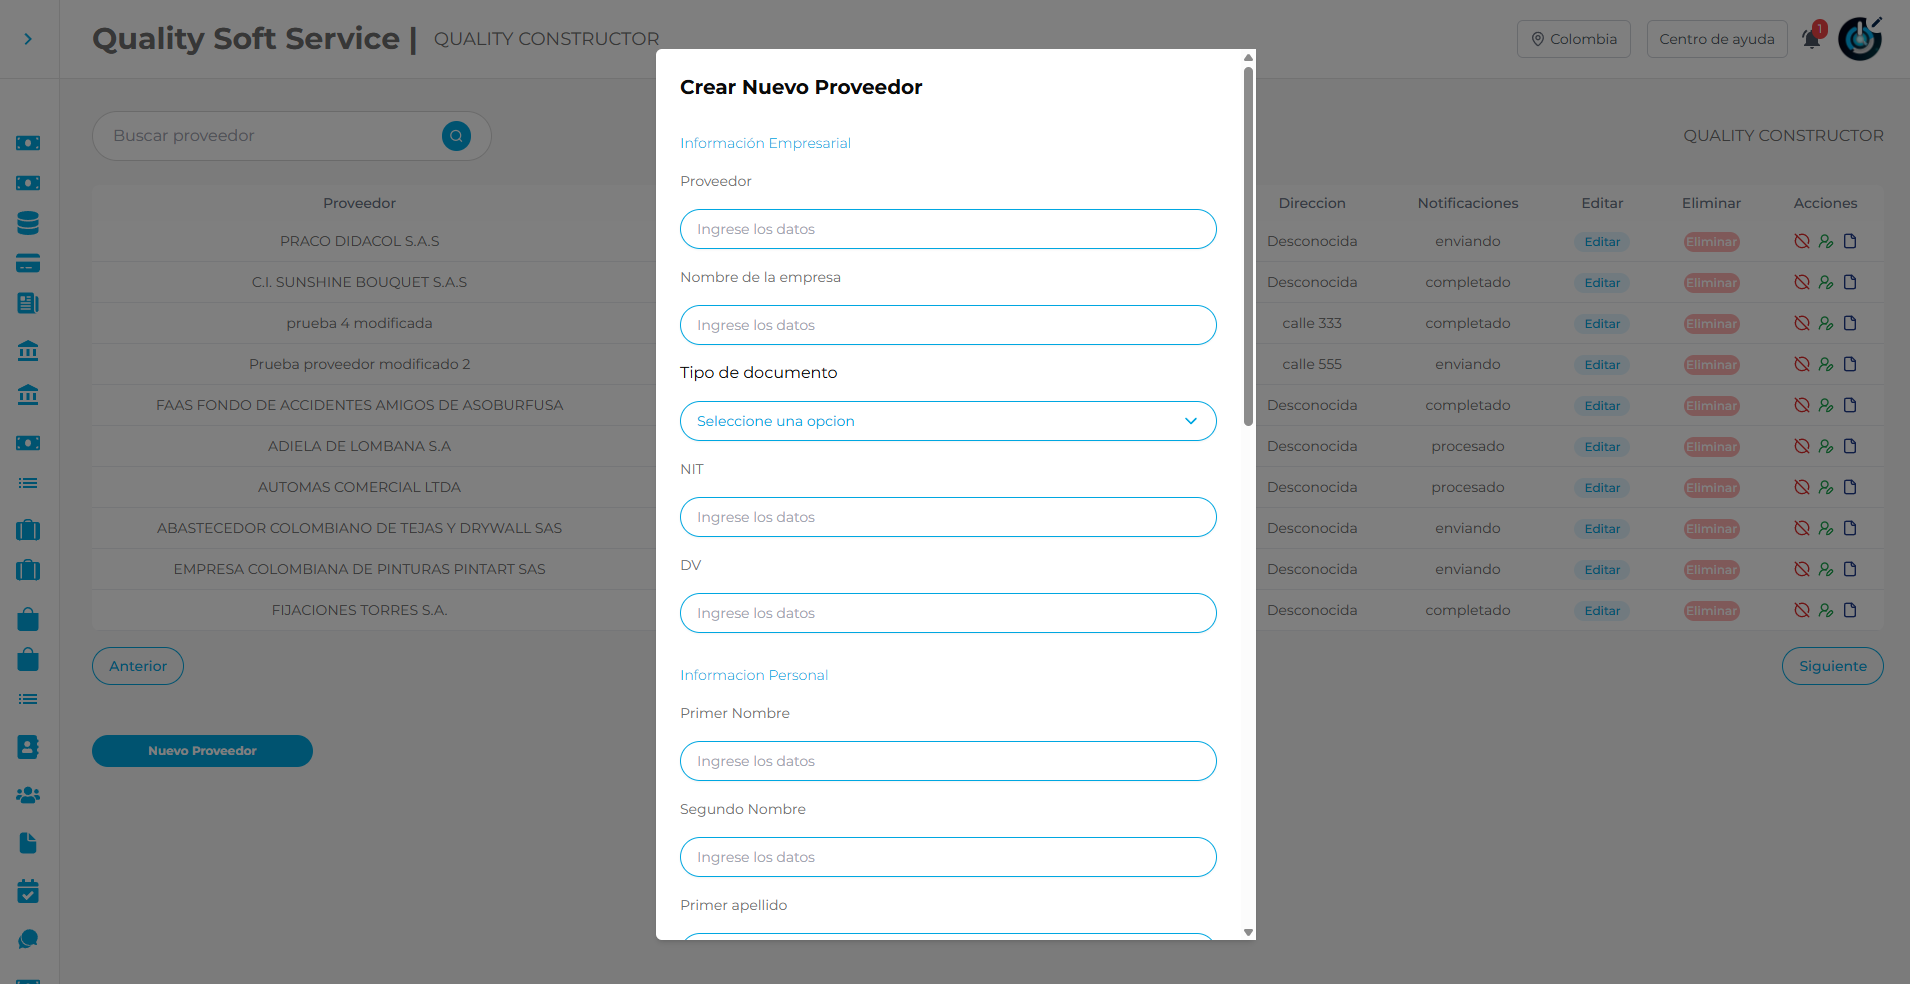 Quality Soft Service | QUALITY CONSTRUCTOR
Colombia
Centro de ayuda
1
Buscar proveedor
QUALITY CONSTRUCTOR
Proveedor Direccion Notificaciones Editar Eliminar Acciones
PRACO DIDACOL S.A.S Desconocida enviando Editar Eliminar
C.I. SUNSHINE BOUQUET S.A.S Desconocida completado Editar Eliminar
prueba 4 modificada calle 333 completado Editar Eliminar
Prueba proveedor modificado 2 calle 555 enviando Editar Eliminar
FAAS FONDO DE ACCIDENTES AMIGOS DE ASOBURFUSA Desconocida completado Editar Eliminar
ADIELA DE LOMBANA S.A Desconocida procesado Editar Eliminar
AUTOMAS COMERCIAL LTDA Desconocida procesado Editar Eliminar
ABASTECEDOR COLOMBIANO DE TEJAS Y DRYWALL SAS Desconocida enviando Editar Eliminar
EMPRESA COLOMBIANA DE PINTURAS PINTART SAS Desconocida enviando Editar Eliminar
FIJACIONES TORRES S.A. Desconocida completado Editar Eliminar
Anterior
Siguiente
Nuevo Proveedor
Crear Nuevo Proveedor
Información Empresarial
Proveedor
Ingrese los datos
Nombre de la empresa
Ingrese los datos
Tipo de documento
Seleccione una opcion
NIT
Ingrese los datos
DV
Ingrese los datos
Informacion Personal
Primer Nombre
Ingrese los datos
Segundo Nombre
Ingrese los datos
Primer apellido